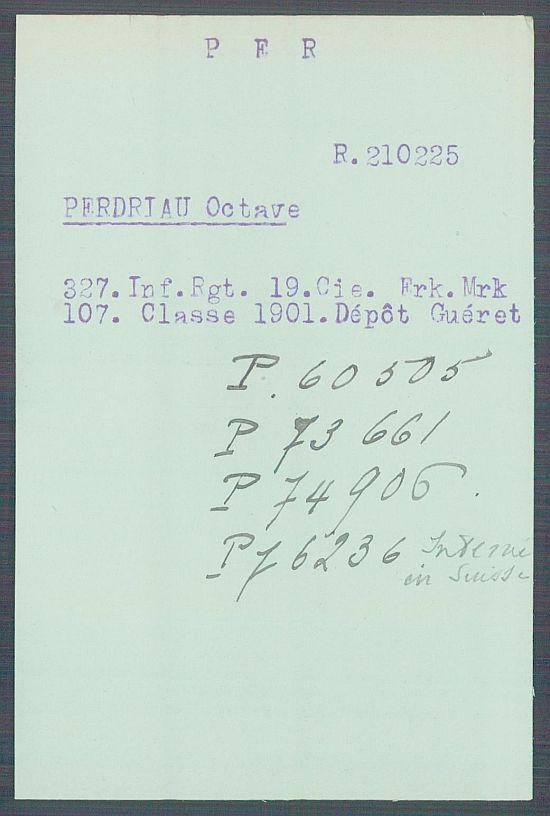 P E R
R. 210225
PERDRIAU Octave
327. Inf. Rgt. 19. Cie. Erk. Mrk
107. Classe 1901. Dépôt Guéret
P. 60505
P 73 661
P 74906.
P 76236 Interné
en Suisse